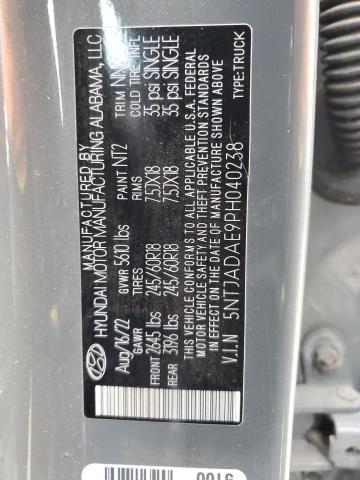 MANUFACTURED BY
HYUNDAI MOTOR MANUFACTURING ALABAMA, LLC
Aug/16/22 GVWR 5610 lbs PAINT NT2 TRIM NNB
GAWR TIRES RIMS COLD TIRE INFL
FRONT 2645 lbs 245/60R18 7.5JX18 35 psi SINGLE
REAR 3196 lbs 245/60R18 7.5JX18 35 psi SINGLE
THIS VEHICLE CONFORMS TO ALL APPLICABLE U.S.A. FEDERAL
MOTOR VEHICLE SAFETY AND THEFT PREVENTION STANDARDS
IN EFFECT ON THE DATE OF MANUFACTURE SHOWN ABOVE.
V.I.N 5NTJADAE9PH040238 TYPE:TRUCK